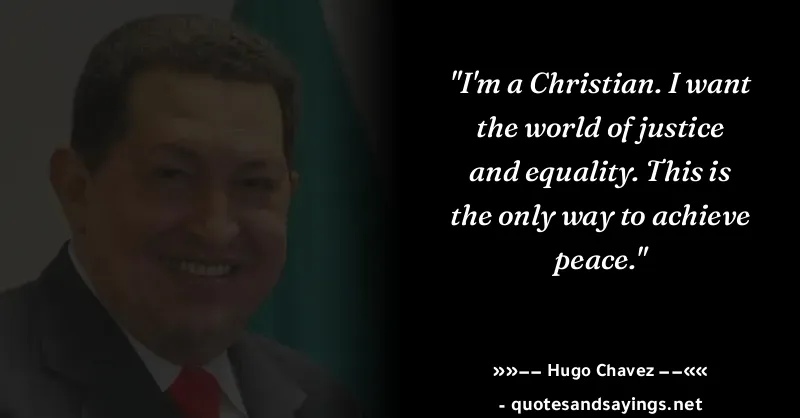 "I'm a Christian. I want
the world of justice
and equality. This is
the only way to achieve
peace."
»»–– Hugo Chavez ––««
- quotesandsayings.net